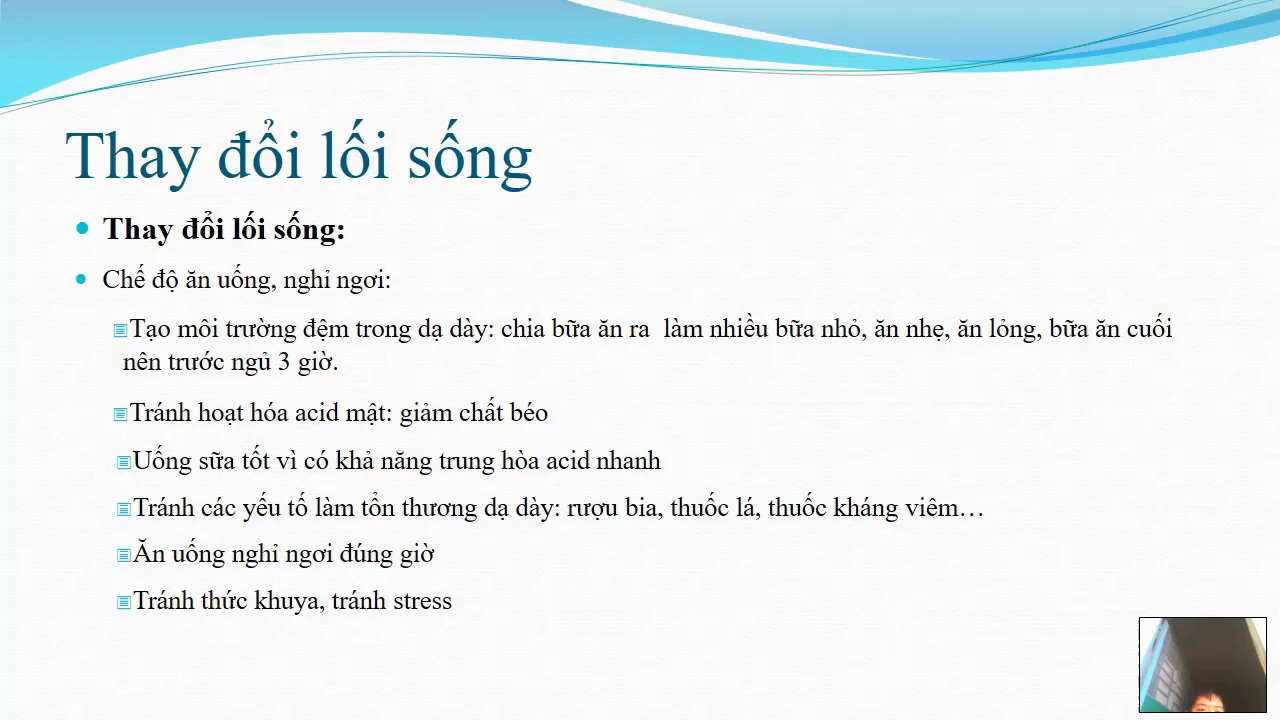 Thay đổi lối sống
Thay đổi lối sống:
Chế độ ăn uống, nghỉ ngơi:
Tạo môi trường đệm trong dạ dày: chia bữa ăn ra  làm nhiều bữa nhỏ, ăn nhẹ, ăn lỏng, bữa ăn cuối
nên trước ngủ 3 giờ.
Tránh hoạt hóa acid mật: giảm chất béo
Uống sữa tốt vì có khả năng trung hòa acid nhanh
Tránh các yếu tố làm tổn thương dạ dày: rượu bia, thuốc lá, thuốc kháng viêm…
Ăn uống nghỉ ngơi đúng giờ
Tránh thức khuya, tránh stress